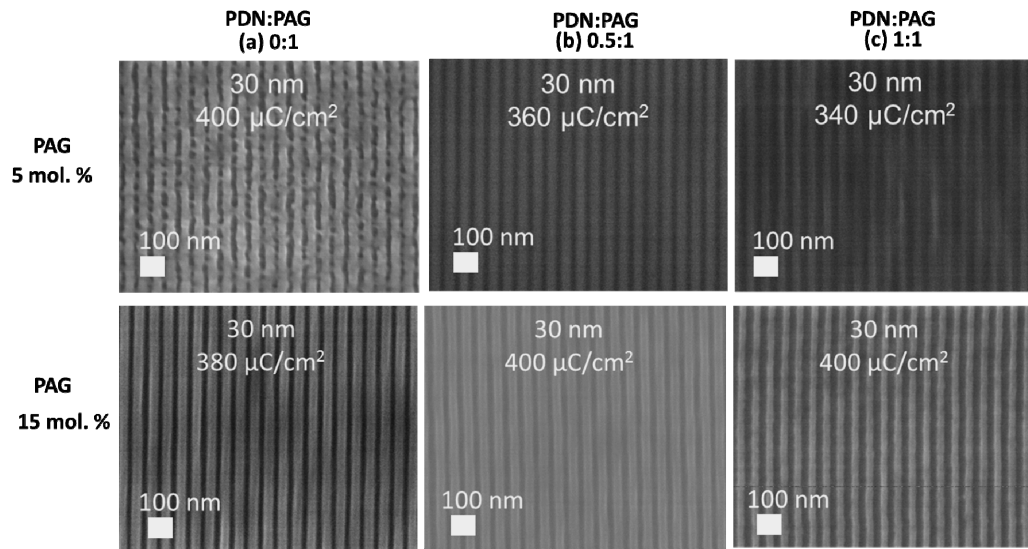 PDN:PAG
(a) 0:1
PDN:PAG
(b) 0.5:1
PDN:PAG
(c) 1:1
PAG
5 mol. %
30 nm
400 µC/cm²
100 nm
30 nm
360 µC/cm²
100 nm
30 nm
340 µC/cm²
100 nm
PAG
15 mol. %
30 nm
380 µC/cm²
100 nm
30 nm
400 µC/cm²
100 nm
30 nm
400 µC/cm²
100 nm